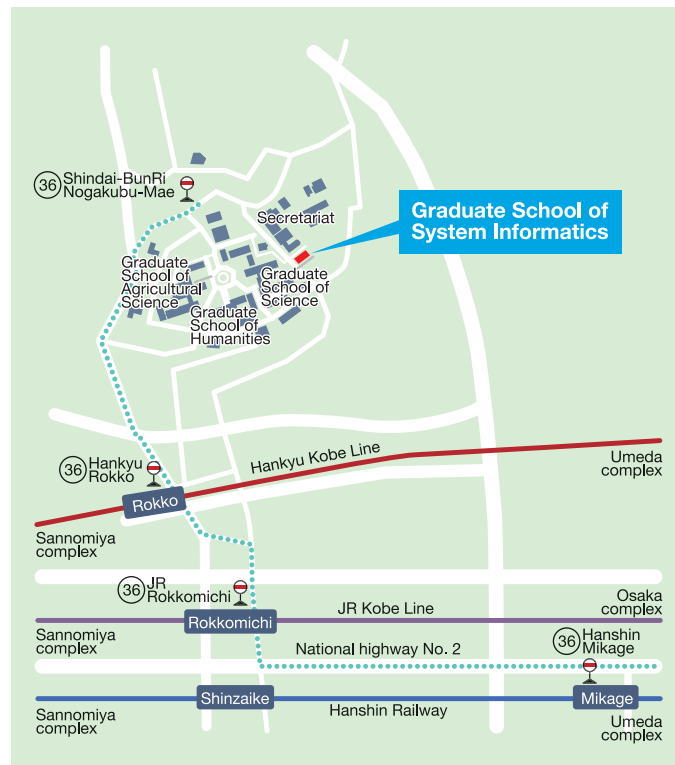 36
Shindai-BunRi
Nogakubu-Mae
Secretariat
Graduate School of
System Informatics
Graduate
School of
Agricultural
Science
Graduate
School of
Science
Graduate
School of
Humanities
Hankyu Kobe Line
Umeda
complex
36
Hankyu
Rokko
Rokko
Sannomiya
complex
36
JR
Rokkomichi
JR Kobe Line
Osaka
complex
Rokkomichi
Sannomiya
complex
National highway No. 2
36
Hanshin
Mikage
Shinzaike
Mikage
Hanshin Railway
Sannomiya
complex
Umeda
complex